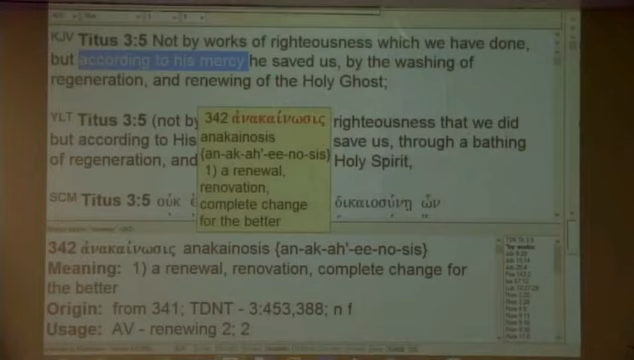 KJV Titus 3:5 Not by works of righteousness which we have done,
but according to his mercy he saved us, by the washing of
regeneration, and renewing of the Holy Ghost;
YLT Titus 3:5 (not by righteousness that we did
but according to His save us, through a bathing
of regeneration, and Holy Spirit,
SCM Titus 3:5 οὐκ δικαιοσύνῃ ὧν
342 ἀνακαίνωσις
anakainosis
{an-ak-ah'-ee-no-sis}
1) a renewal,
renovation,
complete change
for the better
342 ἀνακαίνωσις anakainosis {an-ak-ah'-ee-no-sis}
Meaning: 1) a renewal, renovation, complete change for
the better
Origin: from 341; TDNT - 3:453,388; n f
Usage: AV - renewing 2; 2